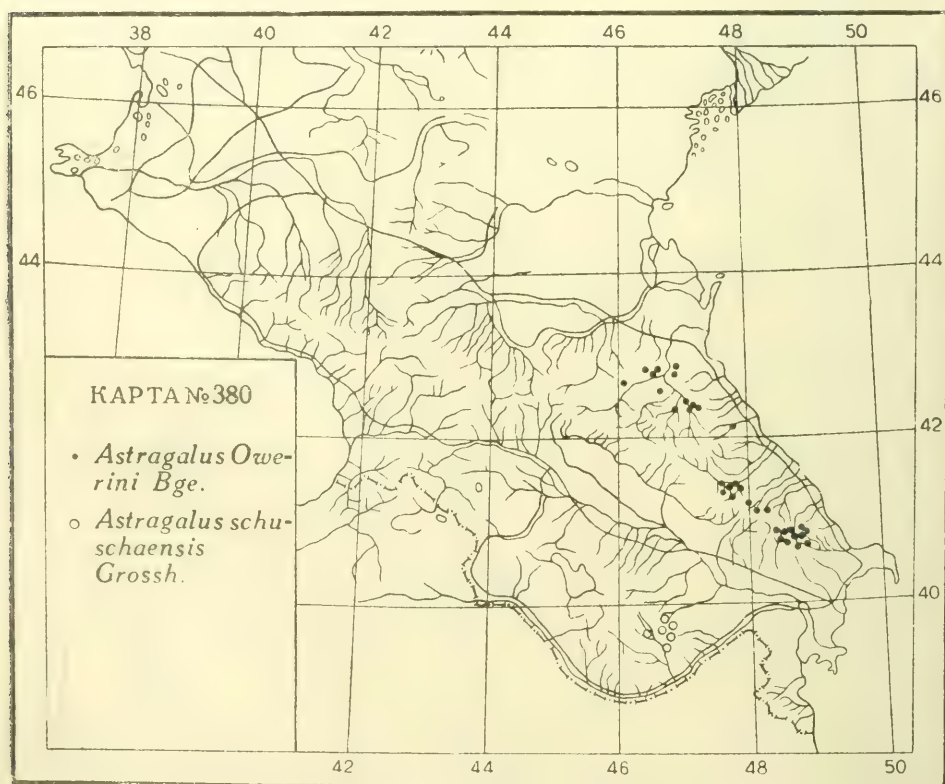 38 40 42 44 46 48 50
46 46
44 44
42
40
КАРТА №380
• Astragalus Owe-
rini Bge.
○ Astragalus schu-
schaensis
Grossh.
42 44 46 48 50